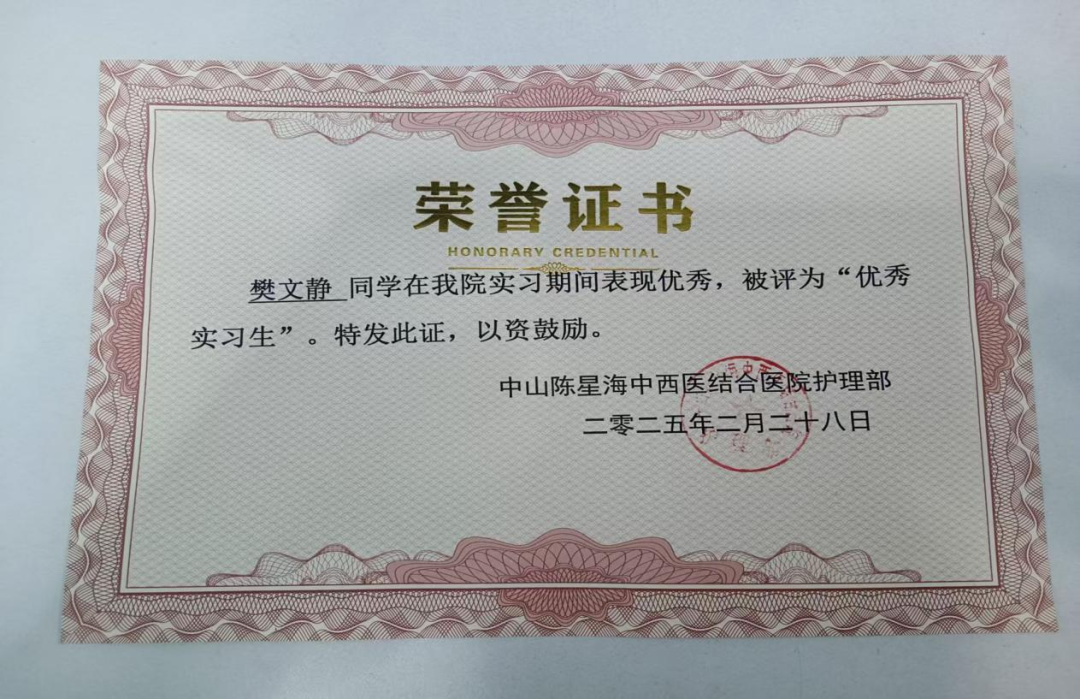 荣誉证书
HONORARY CREDENTIAL
樊文静 同学在我院实习期间表现优秀，被评为“优秀
实习生”。特发此证，以资鼓励。
中山陈星海中西医结合医院护理部
二零二五年二月二十八日